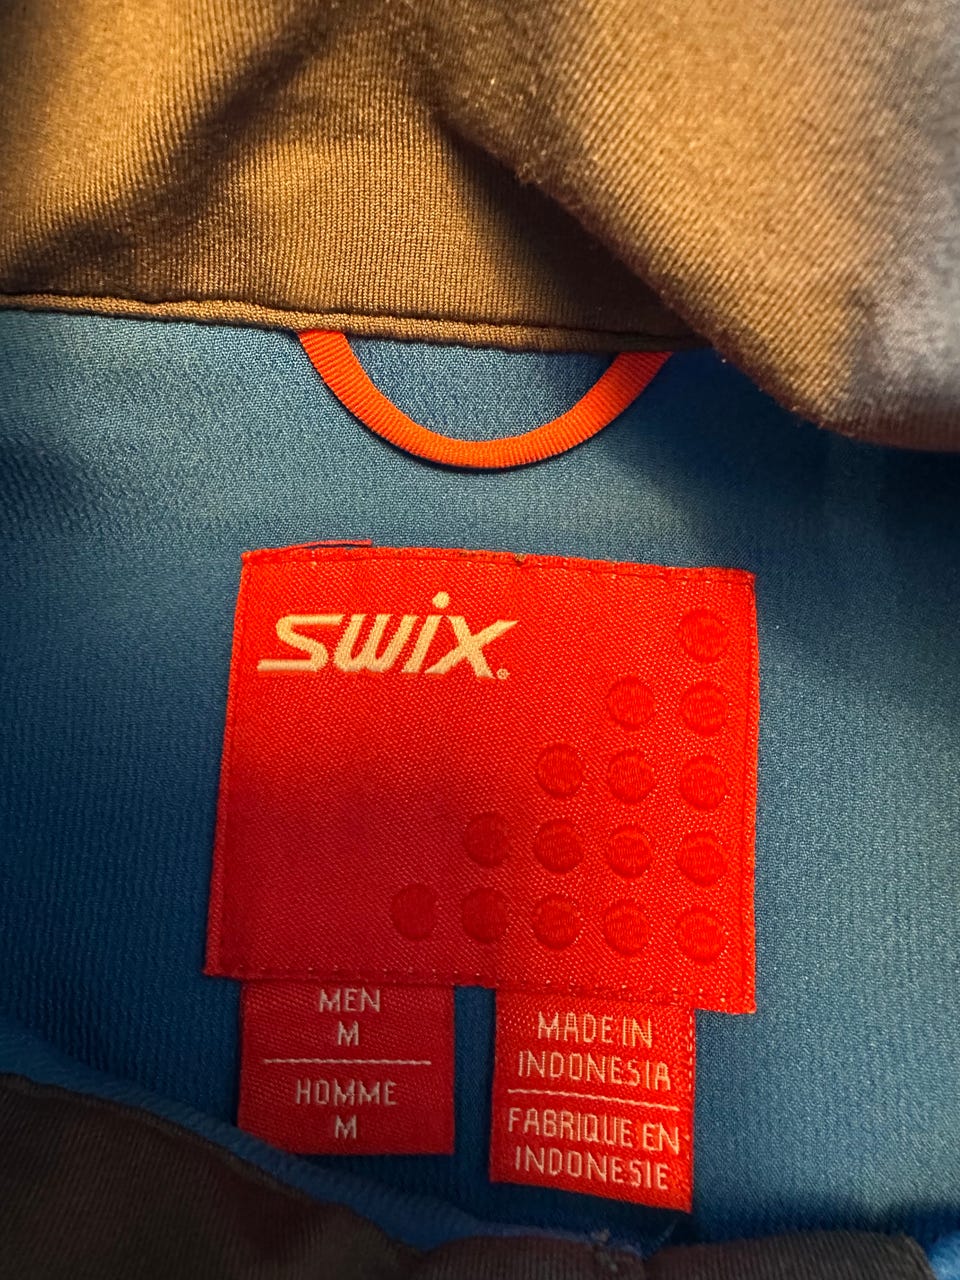 SWIX®
MEN
M
HOMME
M
MADE IN
INDONESIA
FABRIQUE EN
INDONESIE